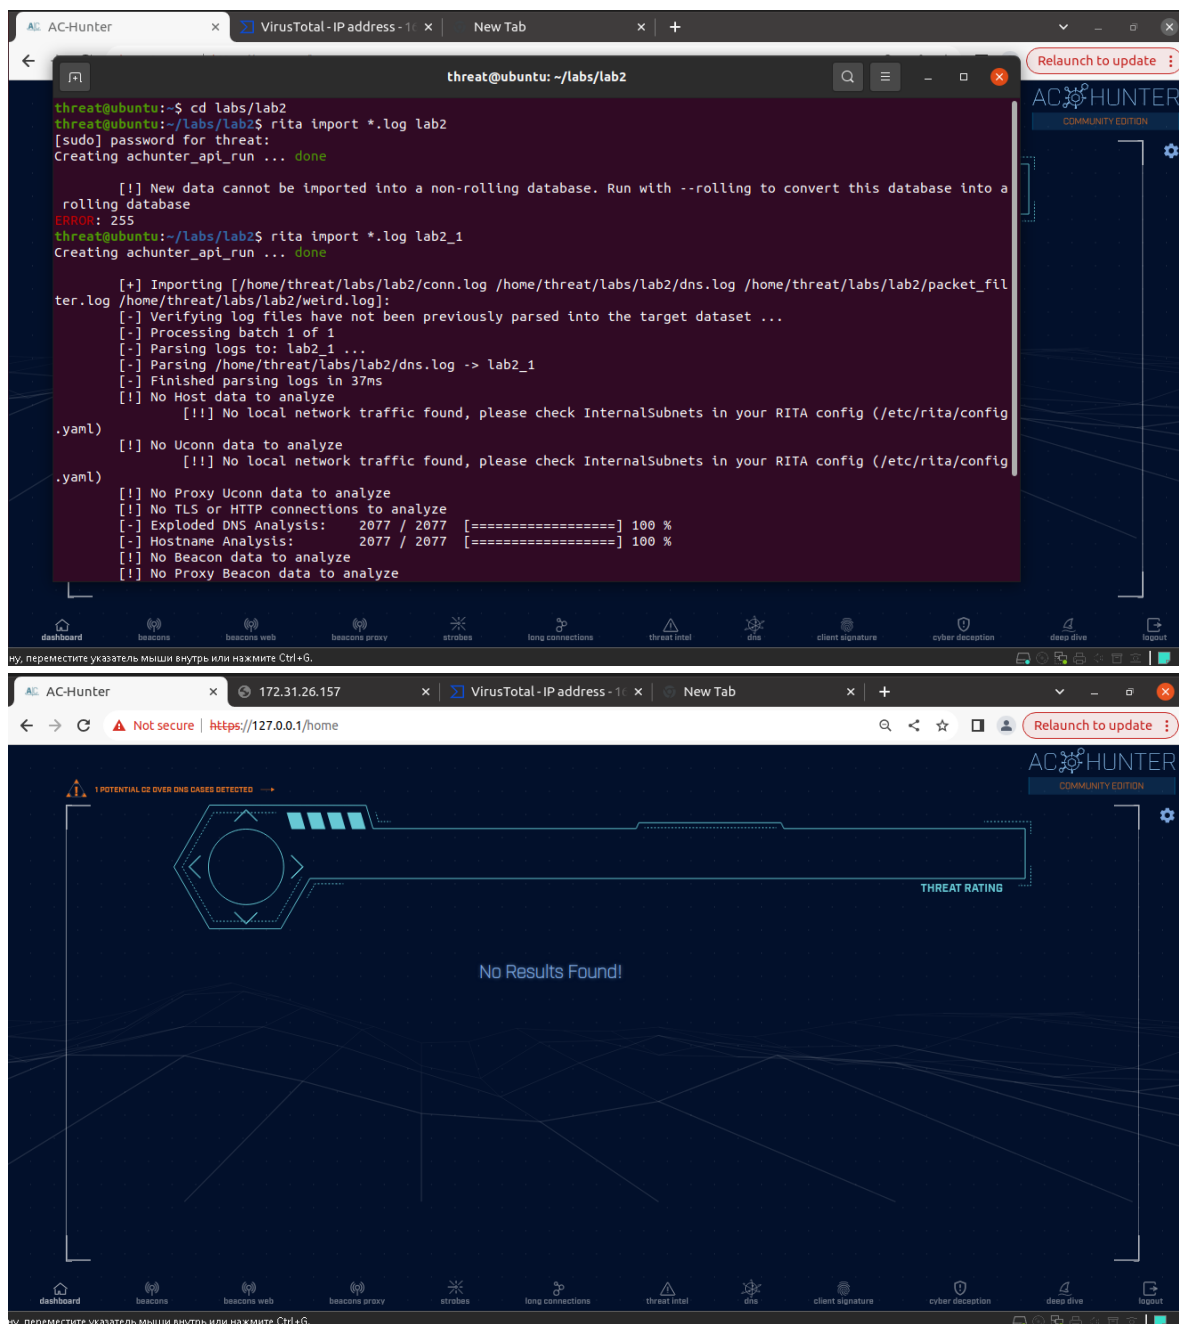 AC AC-Hunter
VirusTotal - IP address - 1
New Tab
Relaunch to update
threat@ubuntu: ~/labs/lab2
AC HUNTER
COMMUNITY EDITION
threat@ubuntu:~$ cd labs/lab2
threat@ubuntu:~/labs/lab2$ rita import *.log lab2
[sudo] password for threat:
Creating achunter_api_run ... done
[!] New data cannot be imported into a non-rolling database. Run with --rolling to convert this database into a
rolling database
ERROR: 255
threat@ubuntu:~/labs/lab2$ rita import *.log lab2_1
Creating achunter_api_run ... done
[+] Importing [/home/threat/labs/lab2/conn.log /home/threat/labs/lab2/dns.log /home/threat/labs/lab2/packet_fil
ter.log /home/threat/labs/lab2/weird.log]:
[-] Verifying log files have not been previously parsed into the target dataset ...
[-] Processing batch 1 of 1
[-] Parsing logs to: lab2_1 ...
[-] Parsing /home/threat/labs/lab2/dns.log -> lab2_1
[-] Finished parsing logs in 37ms
[!] No Host data to analyze
[!!] No local network traffic found, please check InternalSubnets in your RITA config (/etc/rita/config
.yaml)
[!] No Uconn data to analyze
[!!] No local network traffic found, please check InternalSubnets in your RITA config (/etc/rita/config
.yaml)
[!] No Proxy Uconn data to analyze
[!] No TLS or HTTP connections to analyze
[-] Exploded DNS Analysis: 2077 / 2077 [==================] 100 %
[-] Hostname Analysis: 2077 / 2077 [==================] 100 %
[!] No Beacon data to analyze
[!] No Proxy Beacon data to analyze
dashboard beacons beacons web beacons proxy strobes long connections threat intel dns client signature cyber deception deep dive logout
ну, переместите указатель мыши внутрь или нажмите Ctrl+G.
AC AC-Hunter
172.31.26.157
VirusTotal - IP address - 1
New Tab
Not secure https://127.0.0.1/home
Relaunch to update
AC HUNTER
COMMUNITY EDITION
1 POTENTIAL C2 OVER DNS CASES DETECTED
THREAT RATING
No Results Found!
dashboard beacons beacons web beacons proxy strobes long connections threat intel dns client signature cyber deception deep dive logout
ну, переместите указатель мыши внутрь или нажмите Ctrl+G.